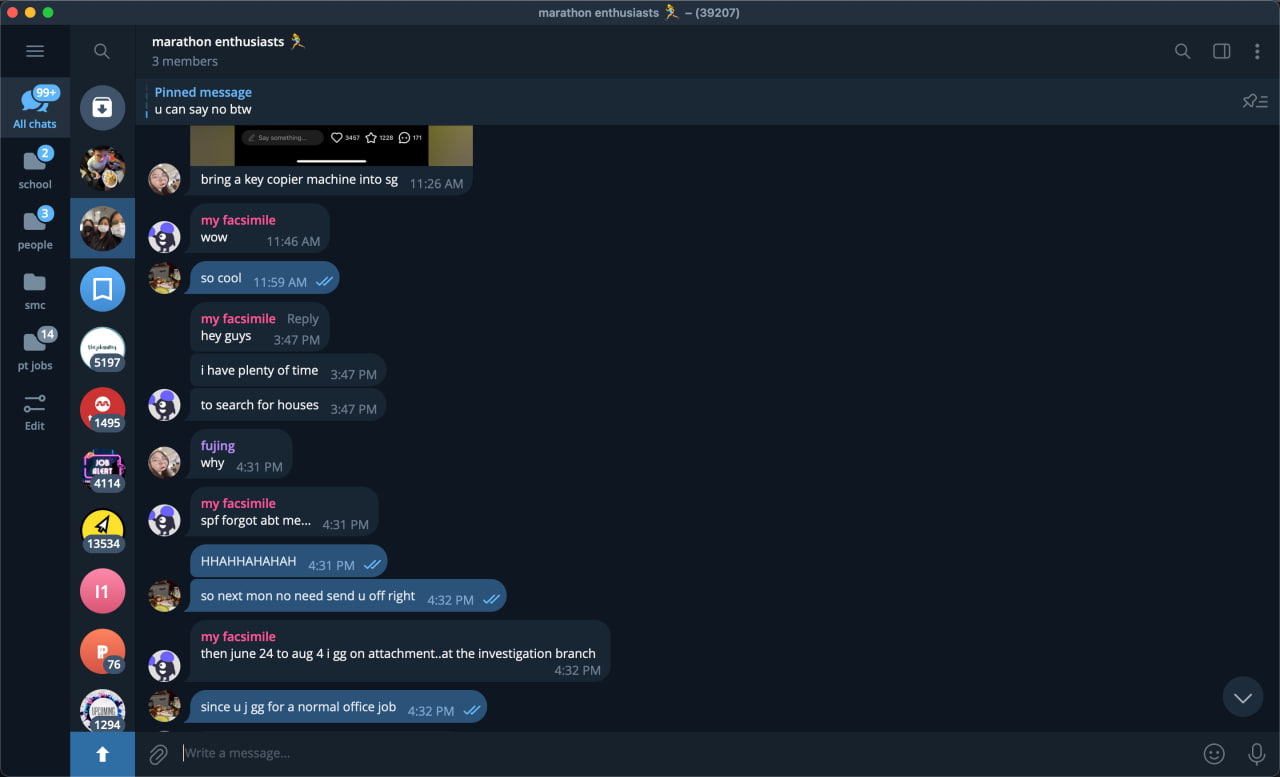 marathon enthusiasts 🏃 – (39207)
marathon enthusiasts 🏃
3 members
99+
All chats
2
school
3
people
smc
14
pt jobs
Edit
5197
1495
JOB
ALERT
4114
13534
I1
76
UPCOMING
1294
Pinned message
u can say no btw
Say something...
3457
1228
171
bring a key copier machine into sg 11:26 AM
my facsimile
wow 11:46 AM
so cool 11:59 AM
my facsimile Reply
hey guys 3:47 PM
i have plenty of time 3:47 PM
to search for houses 3:47 PM
fujing
why 4:31 PM
my facsimile
spf forgot abt me... 4:31 PM
HHAHHAHAHAH 4:31 PM
so next mon no need send u off right 4:32 PM
my facsimile
then june 24 to aug 4 i gg on attachment..at the investigation branch
4:32 PM
since u j gg for a normal office job 4:32 PM
Write a message...